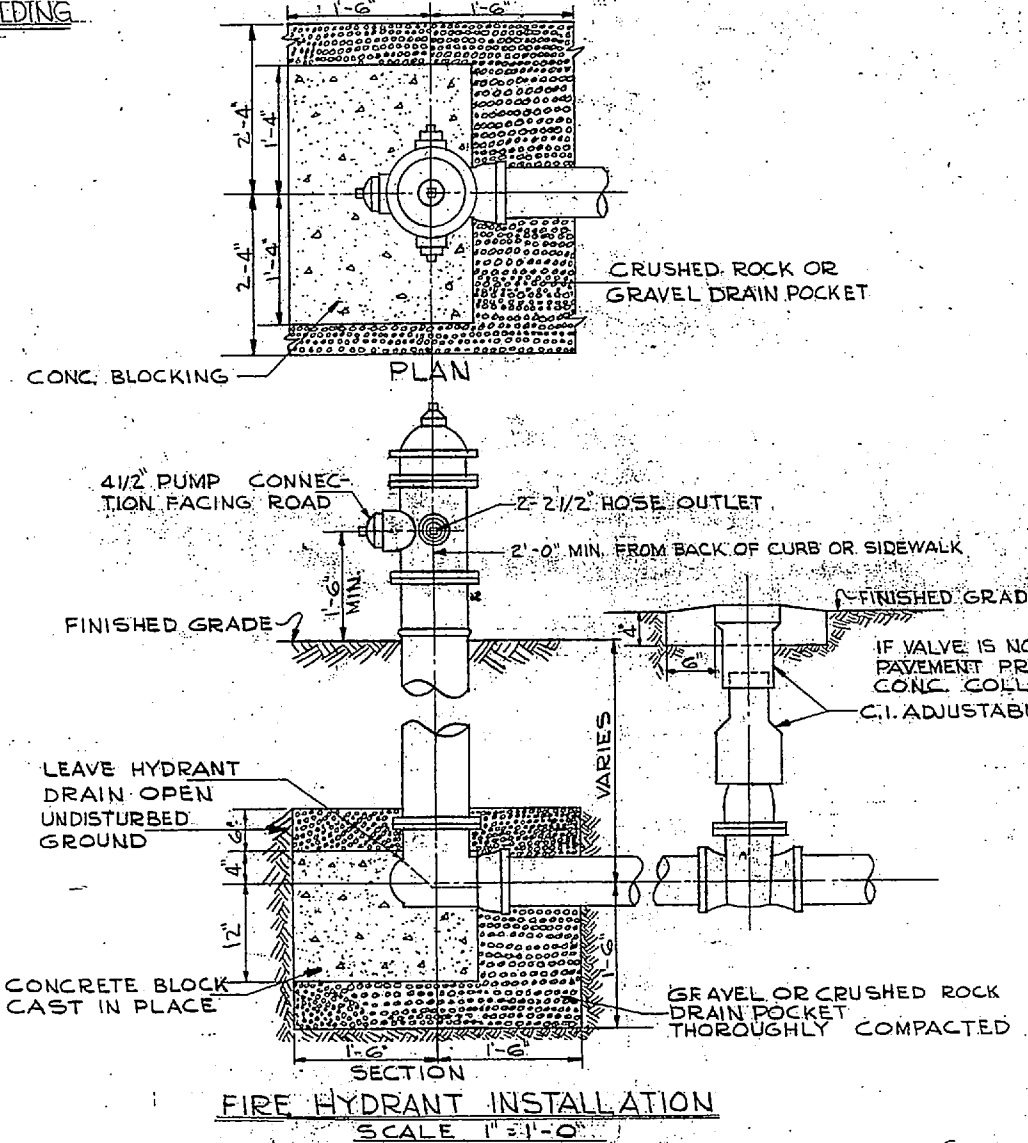 1'-6" 1'-6"
2'-4"
1'-4"
2'-4"
1'-4"
CRUSHED ROCK OR
GRAVEL DRAIN POCKET
CONC. BLOCKING
PLAN
4 1/2" PUMP CONNEC-
TION FACING ROAD
2-2 1/2" HOSE OUTLET
2'-0" MIN. FROM BACK OF CURB OR SIDEWALK
1'-6"
MIN.
FINISHED GRADE
FINISHED GRAD
4"
6"
IF VALVE IS NO
PAVEMENT PR
CONC. COLL
C.I. ADJUSTAB
VARIES
LEAVE HYDRANT
DRAIN OPEN
UNDISTURBED
GROUND
6"
4"
12"
1'-6"
CONCRETE BLOCK
CAST IN PLACE
GRAVEL OR CRUSHED ROCK
DRAIN POCKET
THOROUGHLY COMPACTED
1'-6" 1'-6"
SECTION
FIRE HYDRANT INSTALLATION
SCALE 1" = 1'-0"